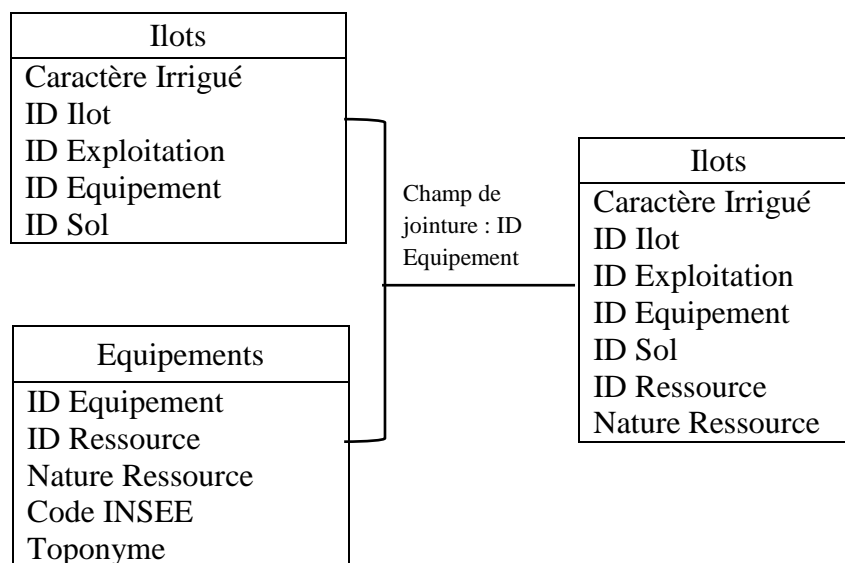 Ilots
Caractère Irrigué
ID Ilot
ID Exploitation
ID Equipement
ID Sol
Equipements
ID Equipement
ID Ressource
Nature Ressource
Code INSEE
Toponyme
Champ de
jointure : ID
Equipement
Ilots
Caractère Irrigué
ID Ilot
ID Exploitation
ID Equipement
ID Sol
ID Ressource
Nature Ressource